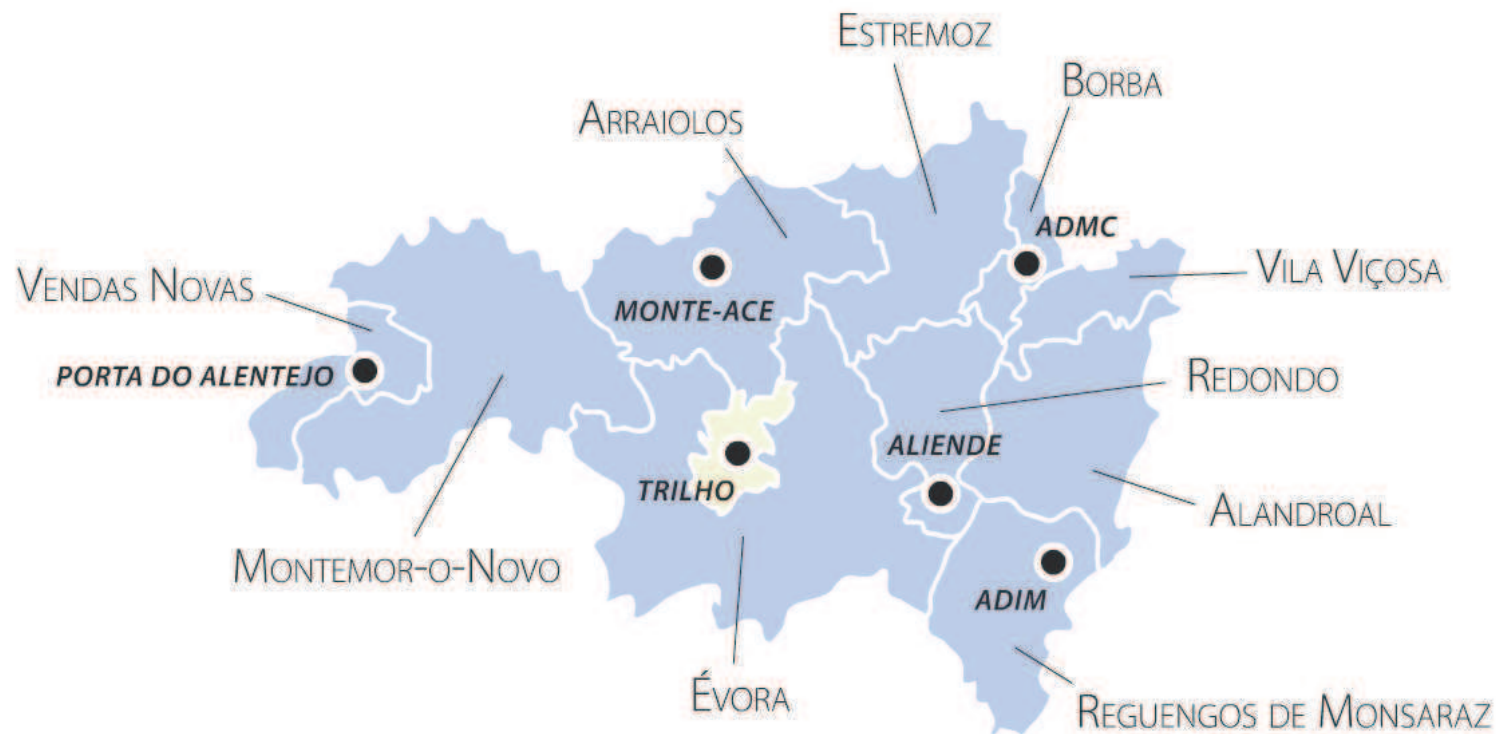 ESTREMOZ
BORBA
ARRAIOLOS
ADMC
VILA VIÇOSA
VENDAS NOVAS
MONTE-ACE
PORTA DO ALENTEJO
REDONDO
ALIENDE
TRILHO
ALANDROAL
MONTEMOR-O-NOVO
ADIM
ÉVORA
REGUENGOS DE MONSARAZ